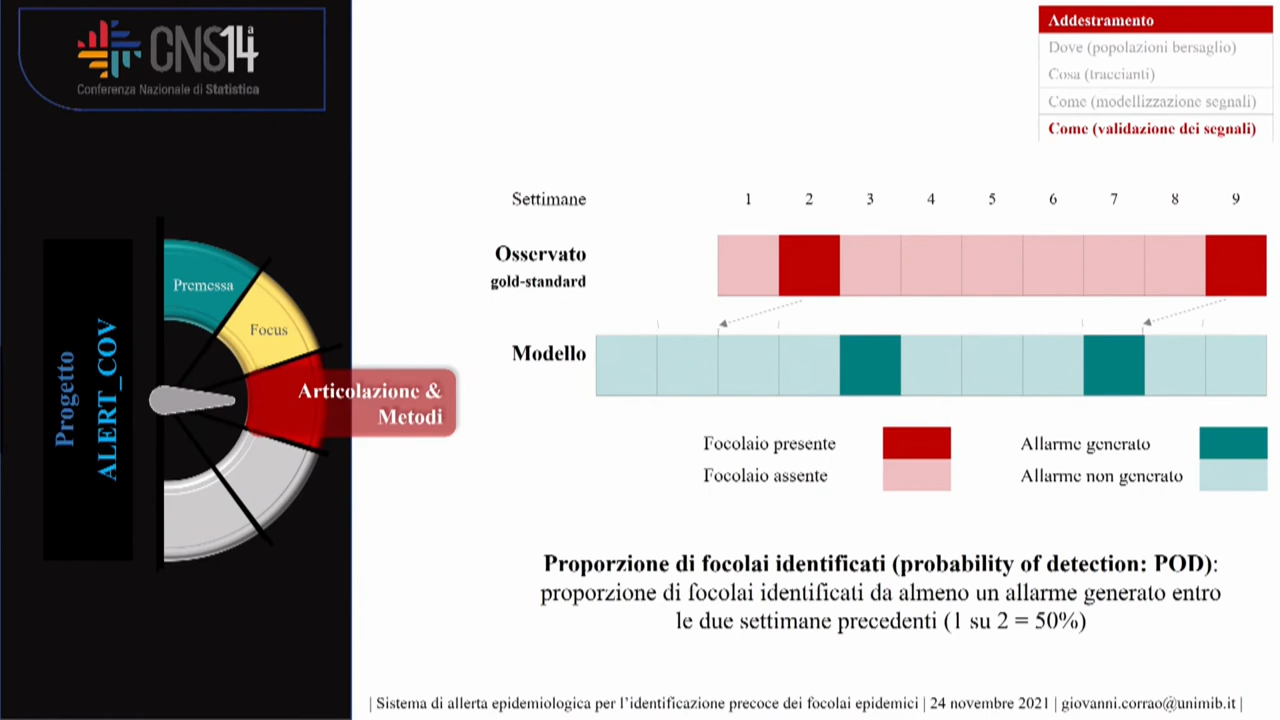 CNS14ª
Conferenza Nazionale di Statistica
Addestramento
Dove (popolazioni bersaglio)
Cosa (traccianti)
Come (modellizzazione segnali)
Come (validazione dei segnali)
Settimane 1 2 3 4 5 6 7 8 9
Osservato
gold-standard
Modello
Premessa
Focus
Articolazione &
Metodi
Progetto
ALERT_COV
Focolaio presente
Focolaio assente
Allarme generato
Allarme non generato
Proporzione di focolai identificati (probability of detection: POD):
proporzione di focolai identificati da almeno un allarme generato entro
le due settimane precedenti (1 su 2 = 50%)
| Sistema di allerta epidemiologica per l’identificazione precoce dei focolai epidemici | 24 novembre 2021 | giovanni.corrao@unimib.it |